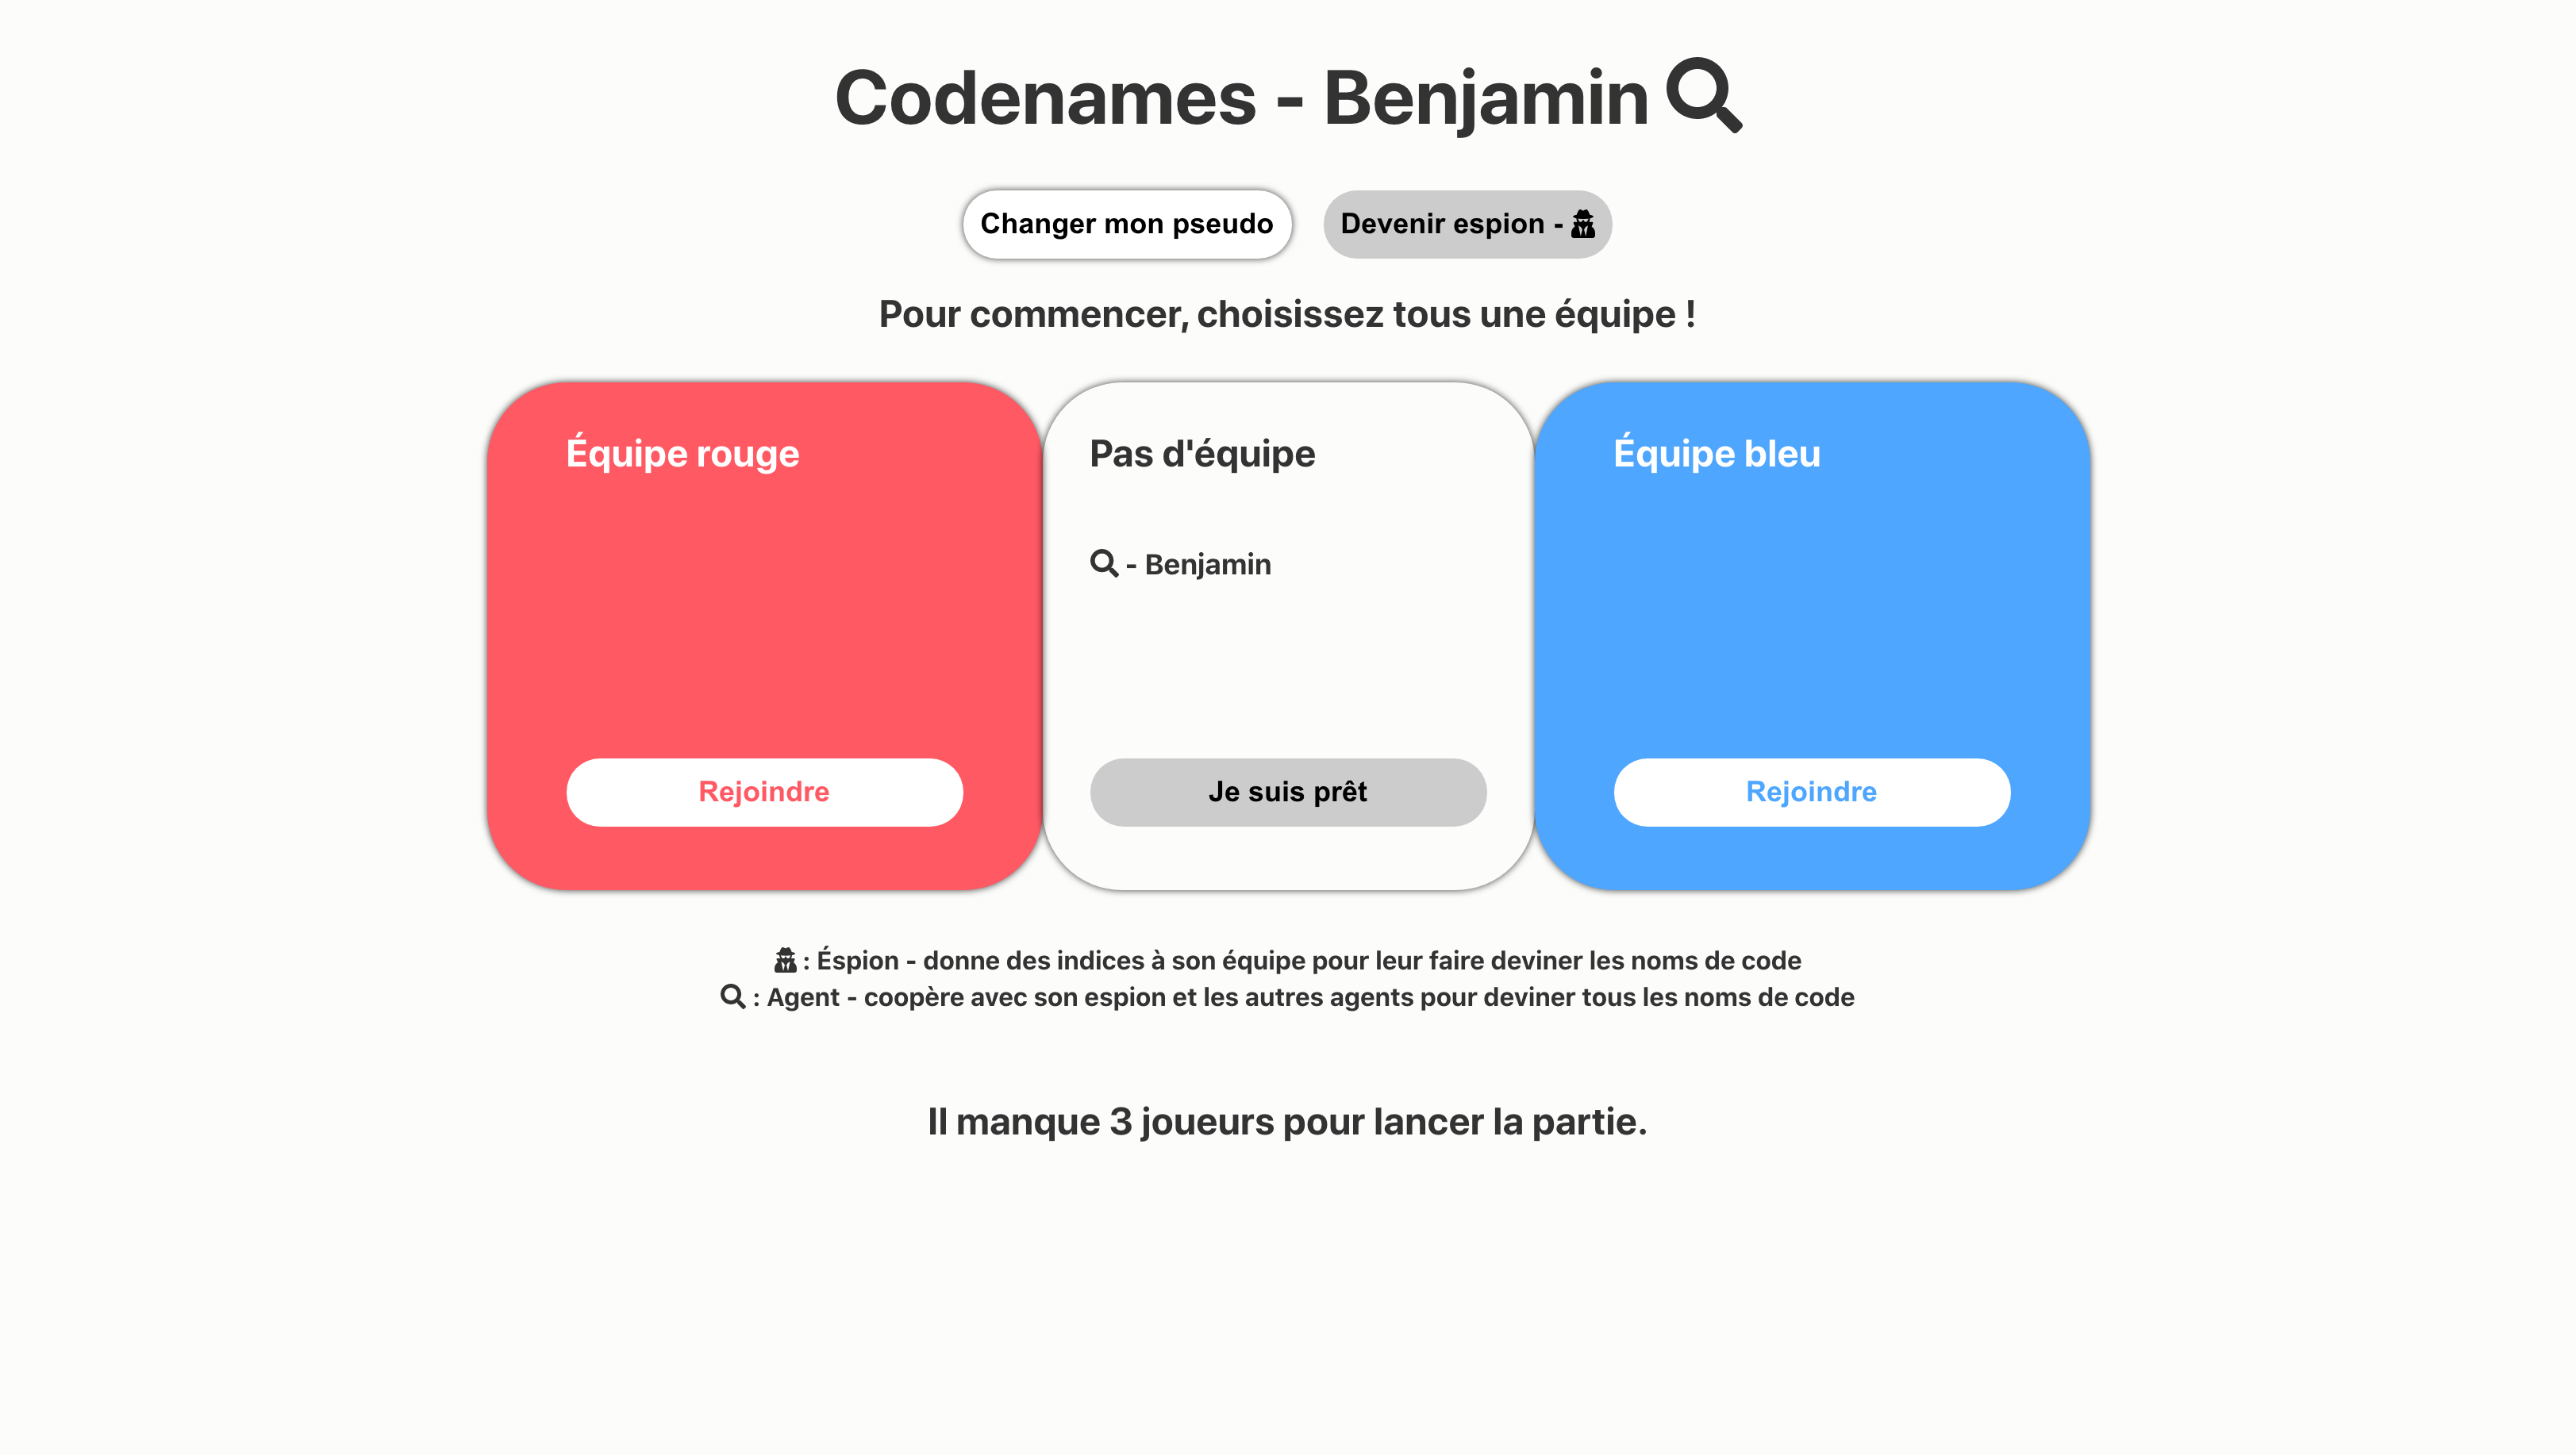 Codenames - Benjamin
Changer mon pseudo
Devenir espion -
Pour commencer, choisissez tous une équipe !
Équipe rouge
Pas d'équipe
Équipe bleu
- Benjamin
Rejoindre
Je suis prêt
Rejoindre
: Éspion - donne des indices à son équipe pour leur faire deviner les noms de code
: Agent - coopère avec son espion et les autres agents pour deviner tous les noms de code
Il manque 3 joueurs pour lancer la partie.